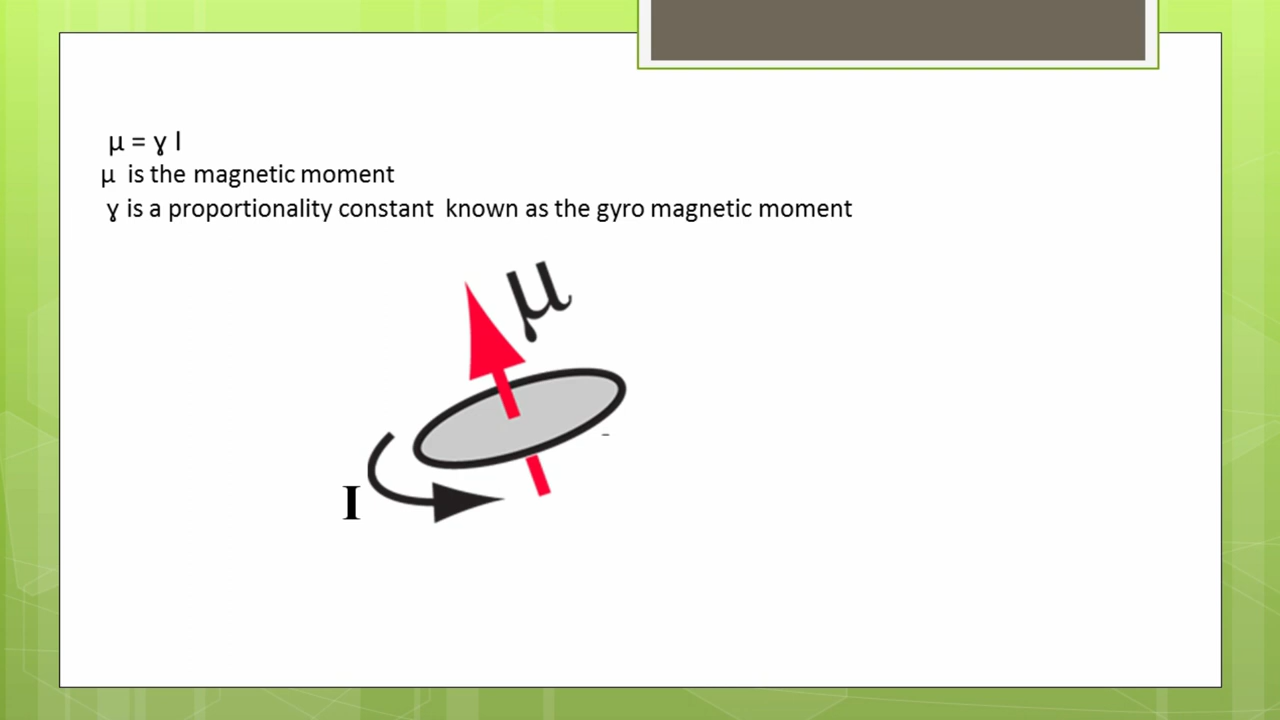 μ = ɣ I
μ is the magnetic moment
ɣ is a proportionality constant known as the gyro magnetic moment
μ
I